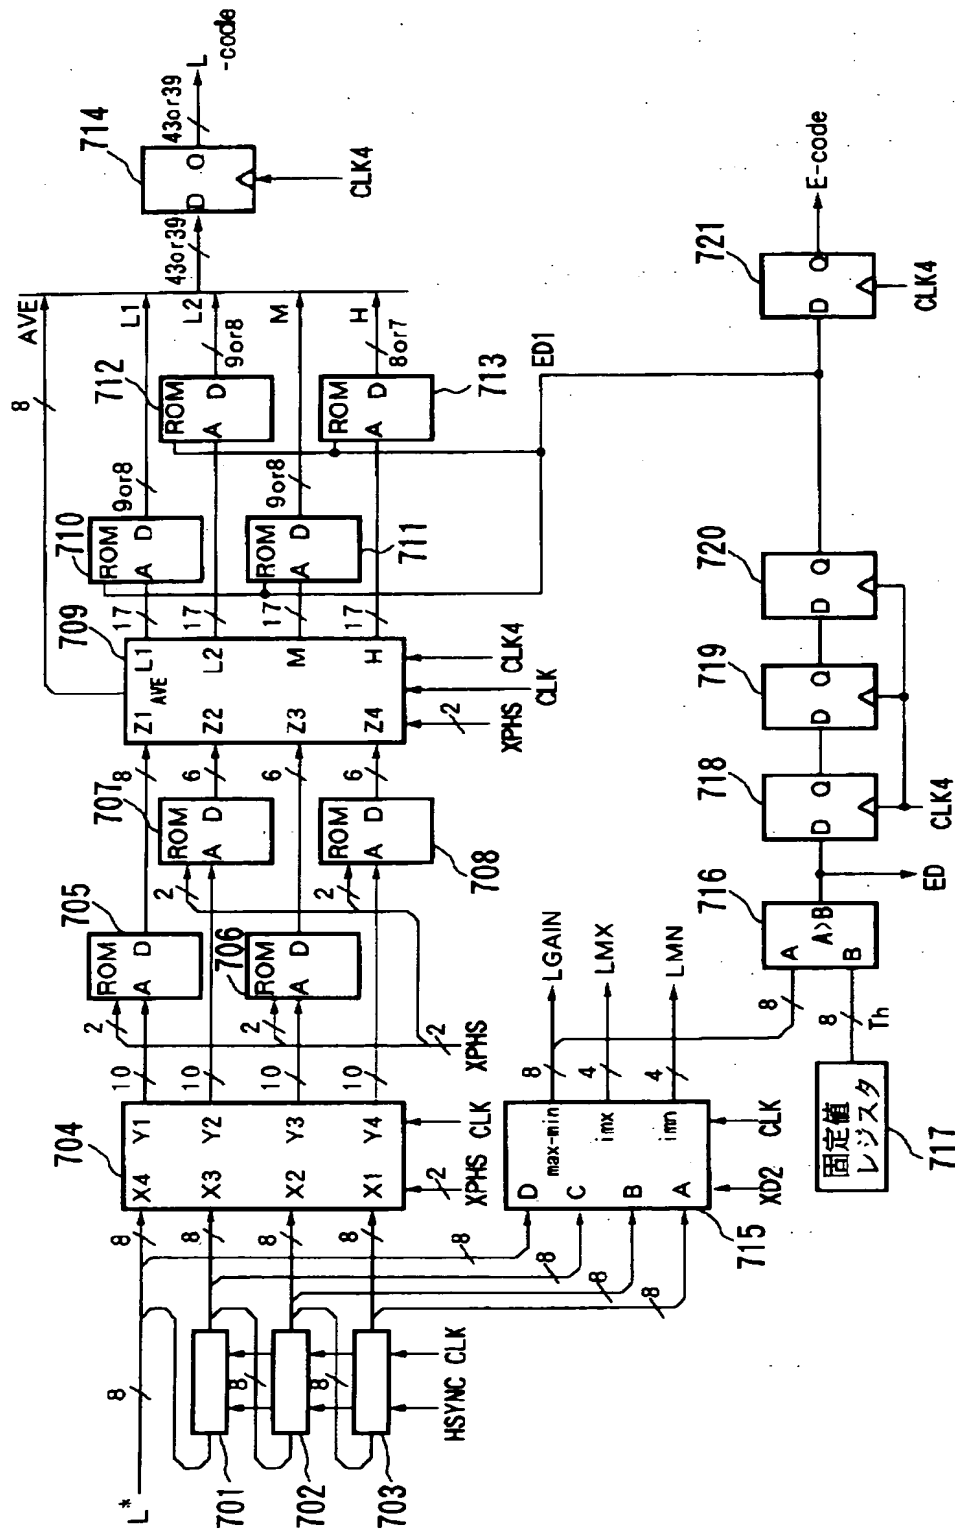 L*
8
701
702
703
8
8
8
HSYNC CLK
8
8
8
8
8
8
8
8
704
X4 Y1
X3 Y2
X2 Y3
X1 Y4
XPHS CLK
2
10
10
10
10
2
2
2
2
2
XPHS
705
ROM
A D
706
ROM
A D
707
ROM
A D
708
ROM
A D
8
6
6
6
709
Z1 AVE L1
Z2 L2
Z3 M
Z4 H
XPHS
2
CLK
CLK4
17
17
17
17
710
ROM
A D
711
ROM
A D
712
ROM
A D
713
ROM
A D
9or8
9or8
9or8
8or7
8
AVE
L1
L2
M
H
ED1
43or39
714
D Q
CLK4
43or39
L
-code
715
D max-min
C imx
B
A imn
XD2 CLK
8
4
4
LGAIN
LMX
LMN
8
8
Th
717
固定値
レジスタ
716
A
A>B
B
ED
718
D Q
719
D Q
720
D Q
CLK4
721
D Q
CLK4
E-code